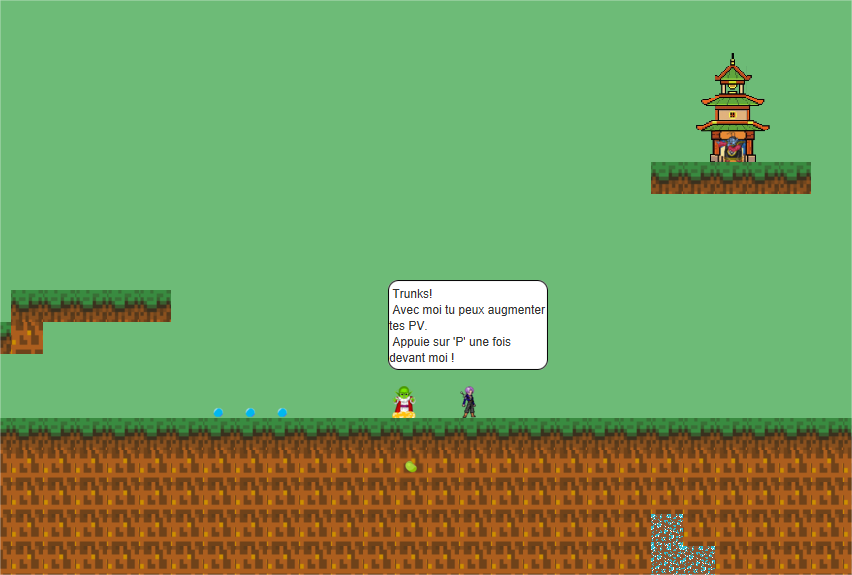 Trunks!
Avec moi tu peux augmenter
tes PV.
Appuie sur 'P' une fois
devant moi !